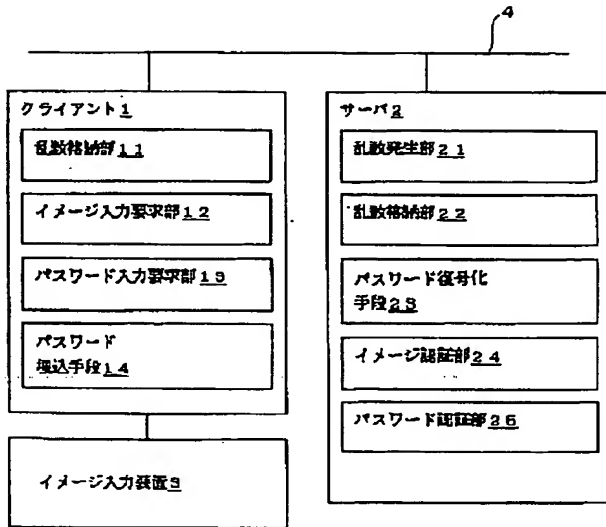 4
クライアント1
乱数格納部11
イメージ入力要求部12
パスワード入力要求部13
パスワード
埋込手段14
イメージ入力装置3
サーバ2
乱数発生部21
乱数格納部22
パスワード復号化
手段23
イメージ認証部24
パスワード認証部25